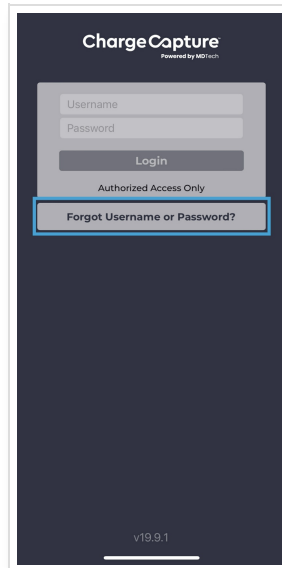 ChargeCapture
Powered by MDTech
Username
Password
Login
Authorized Access Only
Forgot Username or Password?
v19.9.1